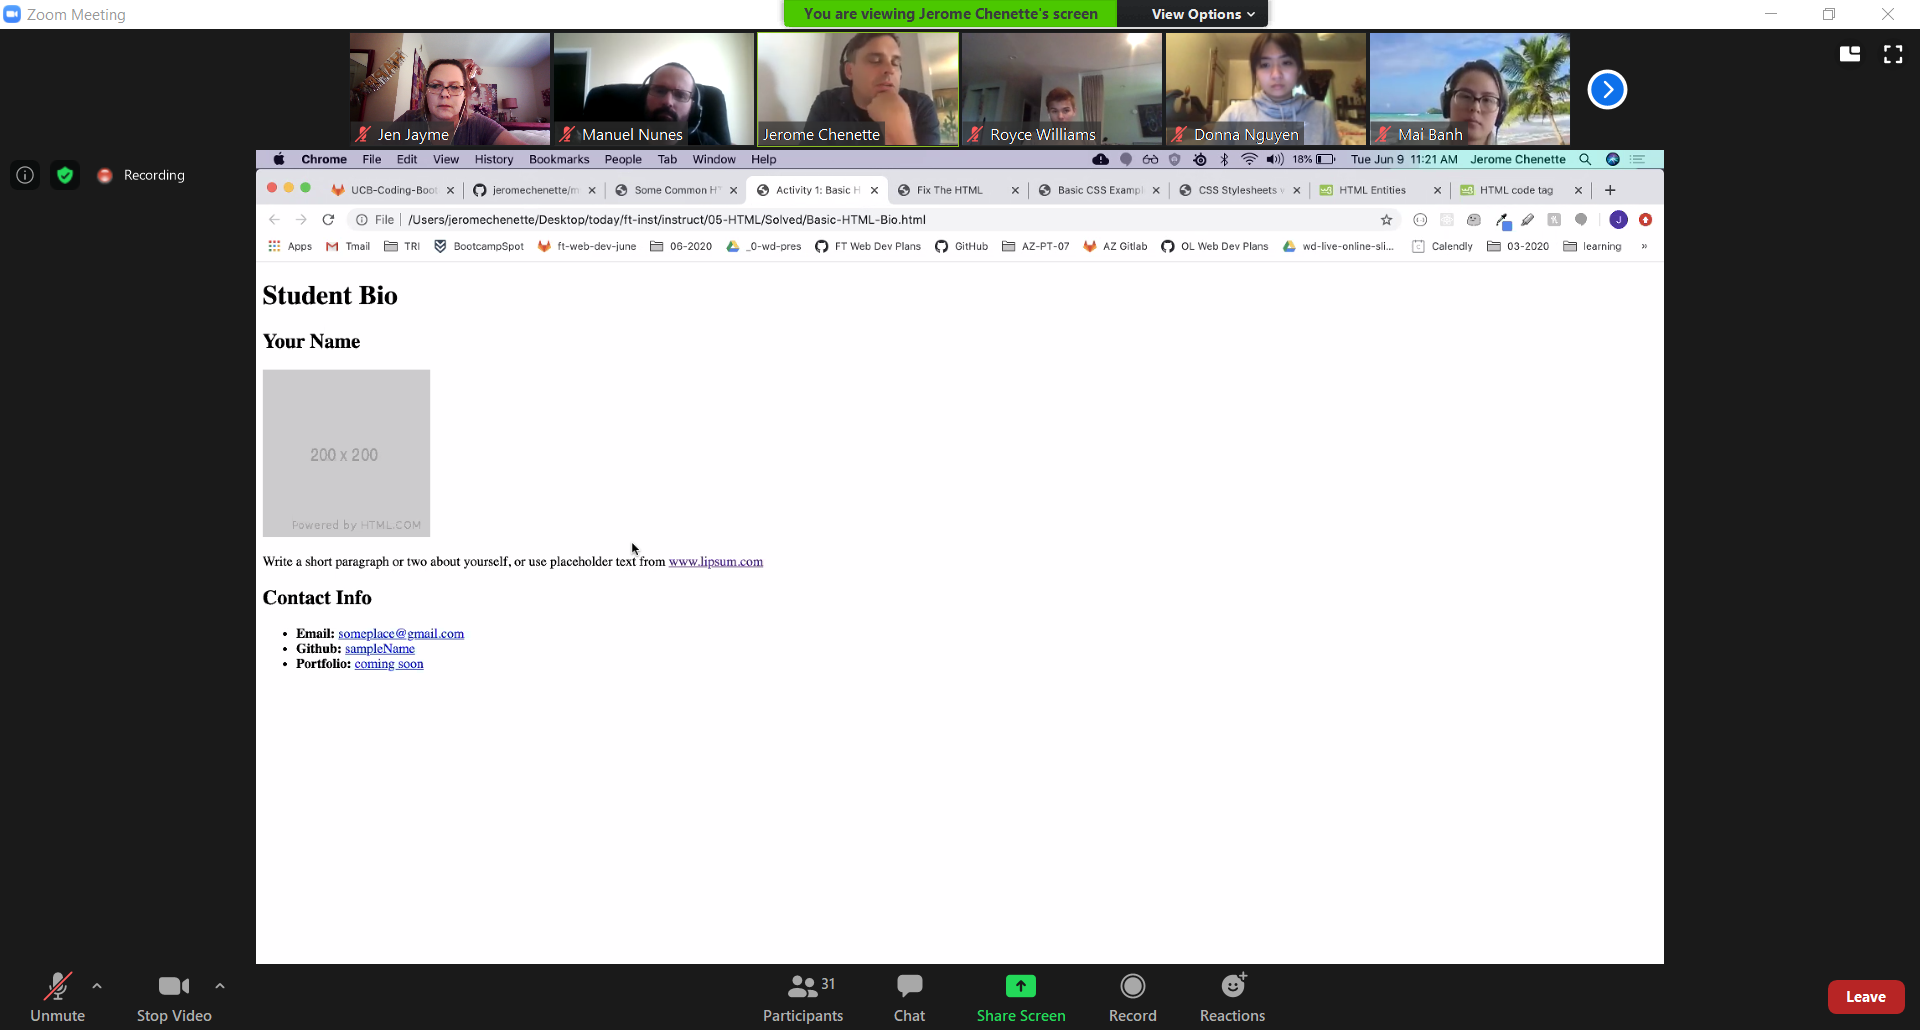 Zoom Meeting
You are viewing Jerome Chenette's screen
View Options
Jen Jayme
Manuel Nunes
Jerome Chenette
Royce Williams
Donna Nguyen
Mai Banh
Recording
Chrome File Edit View History Bookmarks People Tab Window Help
18% Tue Jun 9 11:21 AM Jerome Chenette
UCB-Coding-Boot
jeromechenette/m
Some Common H
Activity 1: Basic H
Fix The HTML
Basic CSS Exampl
CSS Stylesheets
HTML Entities
HTML code tag
File /Users/jeromechenette/Desktop/today/ft-inst/instruct/05-HTML/Solved/Basic-HTML-Bio.html
J
Apps Tmail TRI BootcampSpot ft-web-dev-june 06-2020 _0-wd-pres FT Web Dev Plans GitHub AZ-PT-07 AZ Gitlab OL Web Dev Plans wd-live-online-sli... Calendly 03-2020 learning »
Student Bio
Your Name
200 x 200
Powered by HTML.COM
Write a short paragraph or two about yourself, or use placeholder text from www.lipsum.com
Contact Info
Email: someplace@gmail.com
Github: sampleName
Portfolio: coming soon
Unmute
Stop Video
31
Participants
Chat
Share Screen
Record
Reactions
Leave